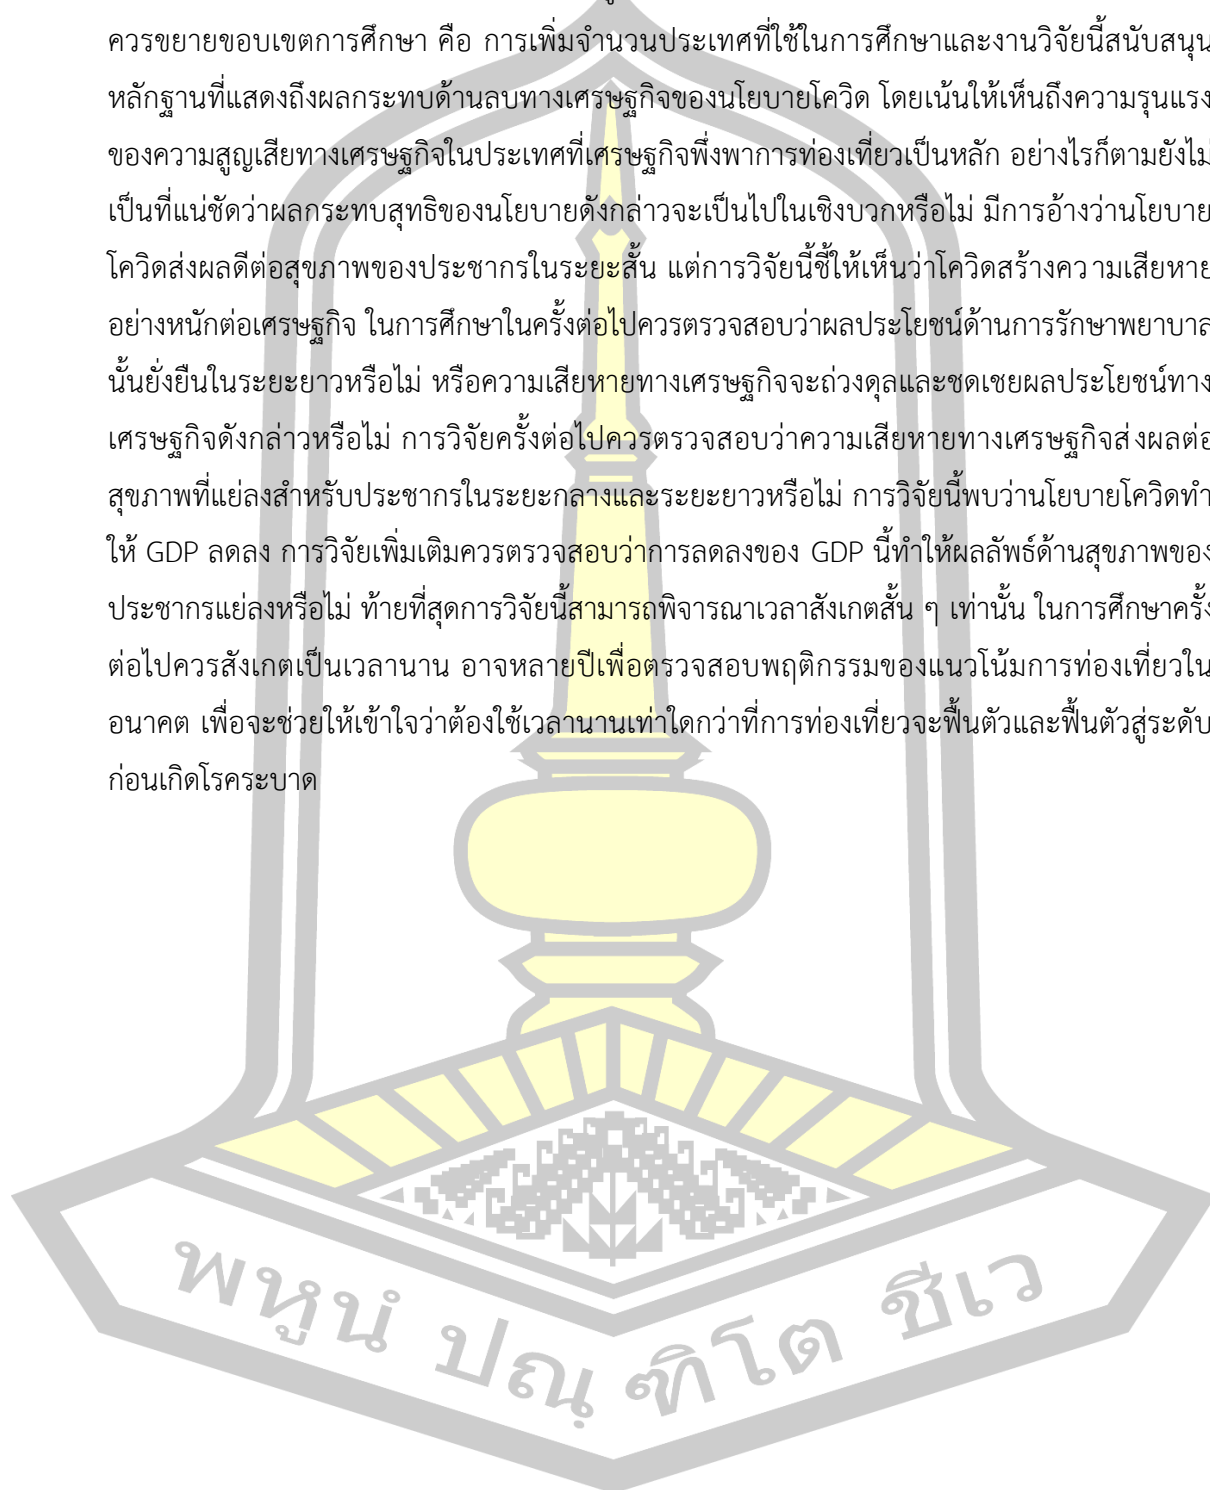 ควรขยายขอบเขตการศึกษา คือ การเพิ่มจำนวนประเทศที่ใช้ในการศึกษาและงานวิจัยนี้สนับสนุน
หลักฐานที่แสดงถึงผลกระทบด้านลบทางเศรษฐกิจของนโยบายโควิด โดยเน้นให้เห็นถึงความรุนแรง
ของความสูญเสียทางเศรษฐกิจในประเทศที่เศรษฐกิจพึ่งพาการท่องเที่ยวเป็นหลัก อย่างไรก็ตามยังไม่
เป็นที่แน่ชัดว่าผลกระทบสุทธิของนโยบายดังกล่าวจะเป็นไปในเชิงบวกหรือไม่ มีการอ้างว่านโยบาย
โควิดส่งผลดีต่อสุขภาพของประชากรในระยะสั้น แต่การวิจัยนี้ชี้ให้เห็นว่าโควิดสร้างความเสียหาย
อย่างหนักต่อเศรษฐกิจ ในการศึกษาในครั้งต่อไปควรตรวจสอบว่าผลประโยชน์ด้านการรักษาพยาบาล
นั้นยั่งยืนในระยะยาวหรือไม่ หรือความเสียหายทางเศรษฐกิจจะถ่วงดุลและชดเชยผลประโยชน์ทาง
เศรษฐกิจดังกล่าวหรือไม่ การวิจัยครั้งต่อไปควรตรวจสอบว่าความเสียหายทางเศรษฐกิจส่งผลต่อ
สุขภาพที่แย่ลงสำหรับประชากรในระยะกลางและระยะยาวหรือไม่ การวิจัยนี้พบว่านโยบายโควิดทำ
ให้ GDP ลดลง การวิจัยเพิ่มเติมควรตรวจสอบว่าการลดลงของ GDP นี้ทำให้ผลลัพธ์ด้านสุขภาพของ
ประชากรแย่ลงหรือไม่ ท้ายที่สุดการวิจัยนี้สามารถพิจารณาเวลาสังเกตสั้น ๆ เท่านั้น ในการศึกษาครั้ง
ต่อไปควรสังเกตเป็นเวลานาน อาจหลายปีเพื่อตรวจสอบพฤติกรรมของแนวโน้มการท่องเที่ยวใน
อนาคต เพื่อจะช่วยให้เข้าใจว่าต้องใช้เวลานานเท่าใดกว่าที่การท่องเที่ยวจะฟื้นตัวและฟื้นตัวสู่ระดับ
ก่อนเกิดโรคระบาด
พหูนํ ปณฺฑิโต ชีเว